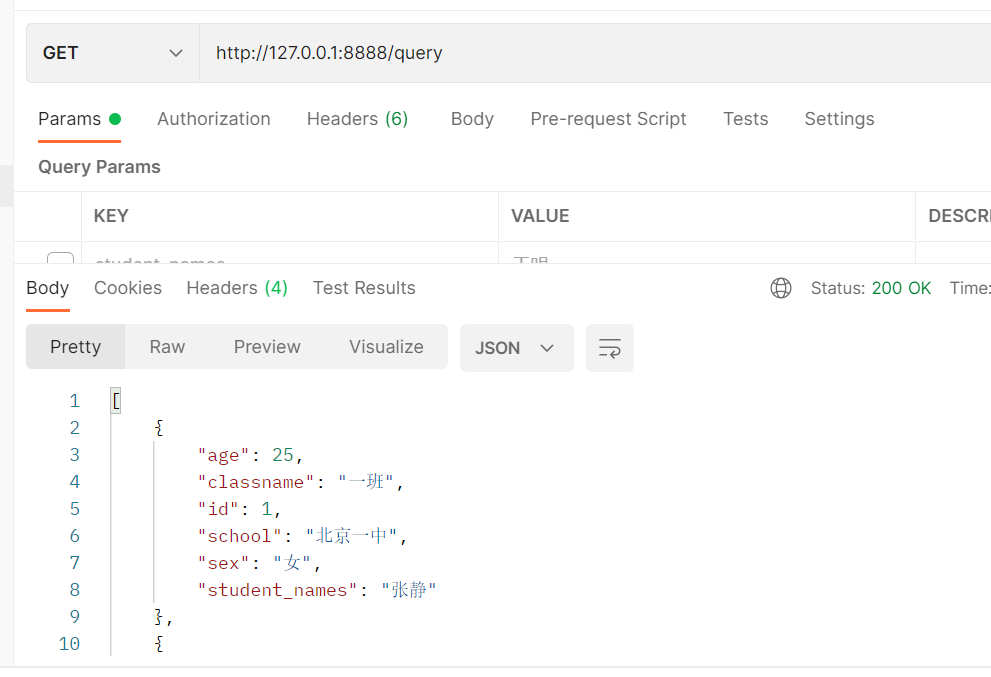 GET http://127.0.0.1:8888/query
Params Authorization Headers (6) Body Pre-request Script Tests Settings
Query Params
KEY VALUE DESCRI
student_names
Body Cookies Headers (4) Test Results Status: 200 OK Time:
Pretty Raw Preview Visualize JSON
1 [
2 {
3 "age": 25,
4 "classname": "一班",
5 "id": 1,
6 "school": "北京一中",
7 "sex": "女",
8 "student_names": "张静"
9 },
10 {